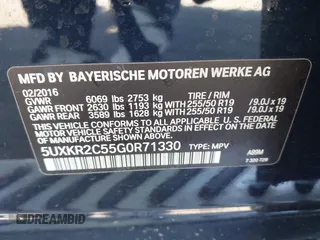 MFD BY BAYERISCHE MOTOREN WERKE AG
02/2016
GVWR 6069 lbs 2753 kg TIRE / RIM
GAWR FRONT 2630 lbs 1193 kg with 255/50 R19 /9.0J x 19
GAWR REAR 3589 lbs 1628 kg with 255/50 R19 /9.0J x 19
THIS VEHICLE CONFORMS TO ALL APPLICABLE
U.S. FEDERAL MOTOR VEHICLE SAFETY STANDARDS
IN EFFECT ON THE DATE OF MANUFACTURE SHOWN ABOVE.
5UXKR2C55G0R71330 TYPE: MPV
A89M
DREAMBID